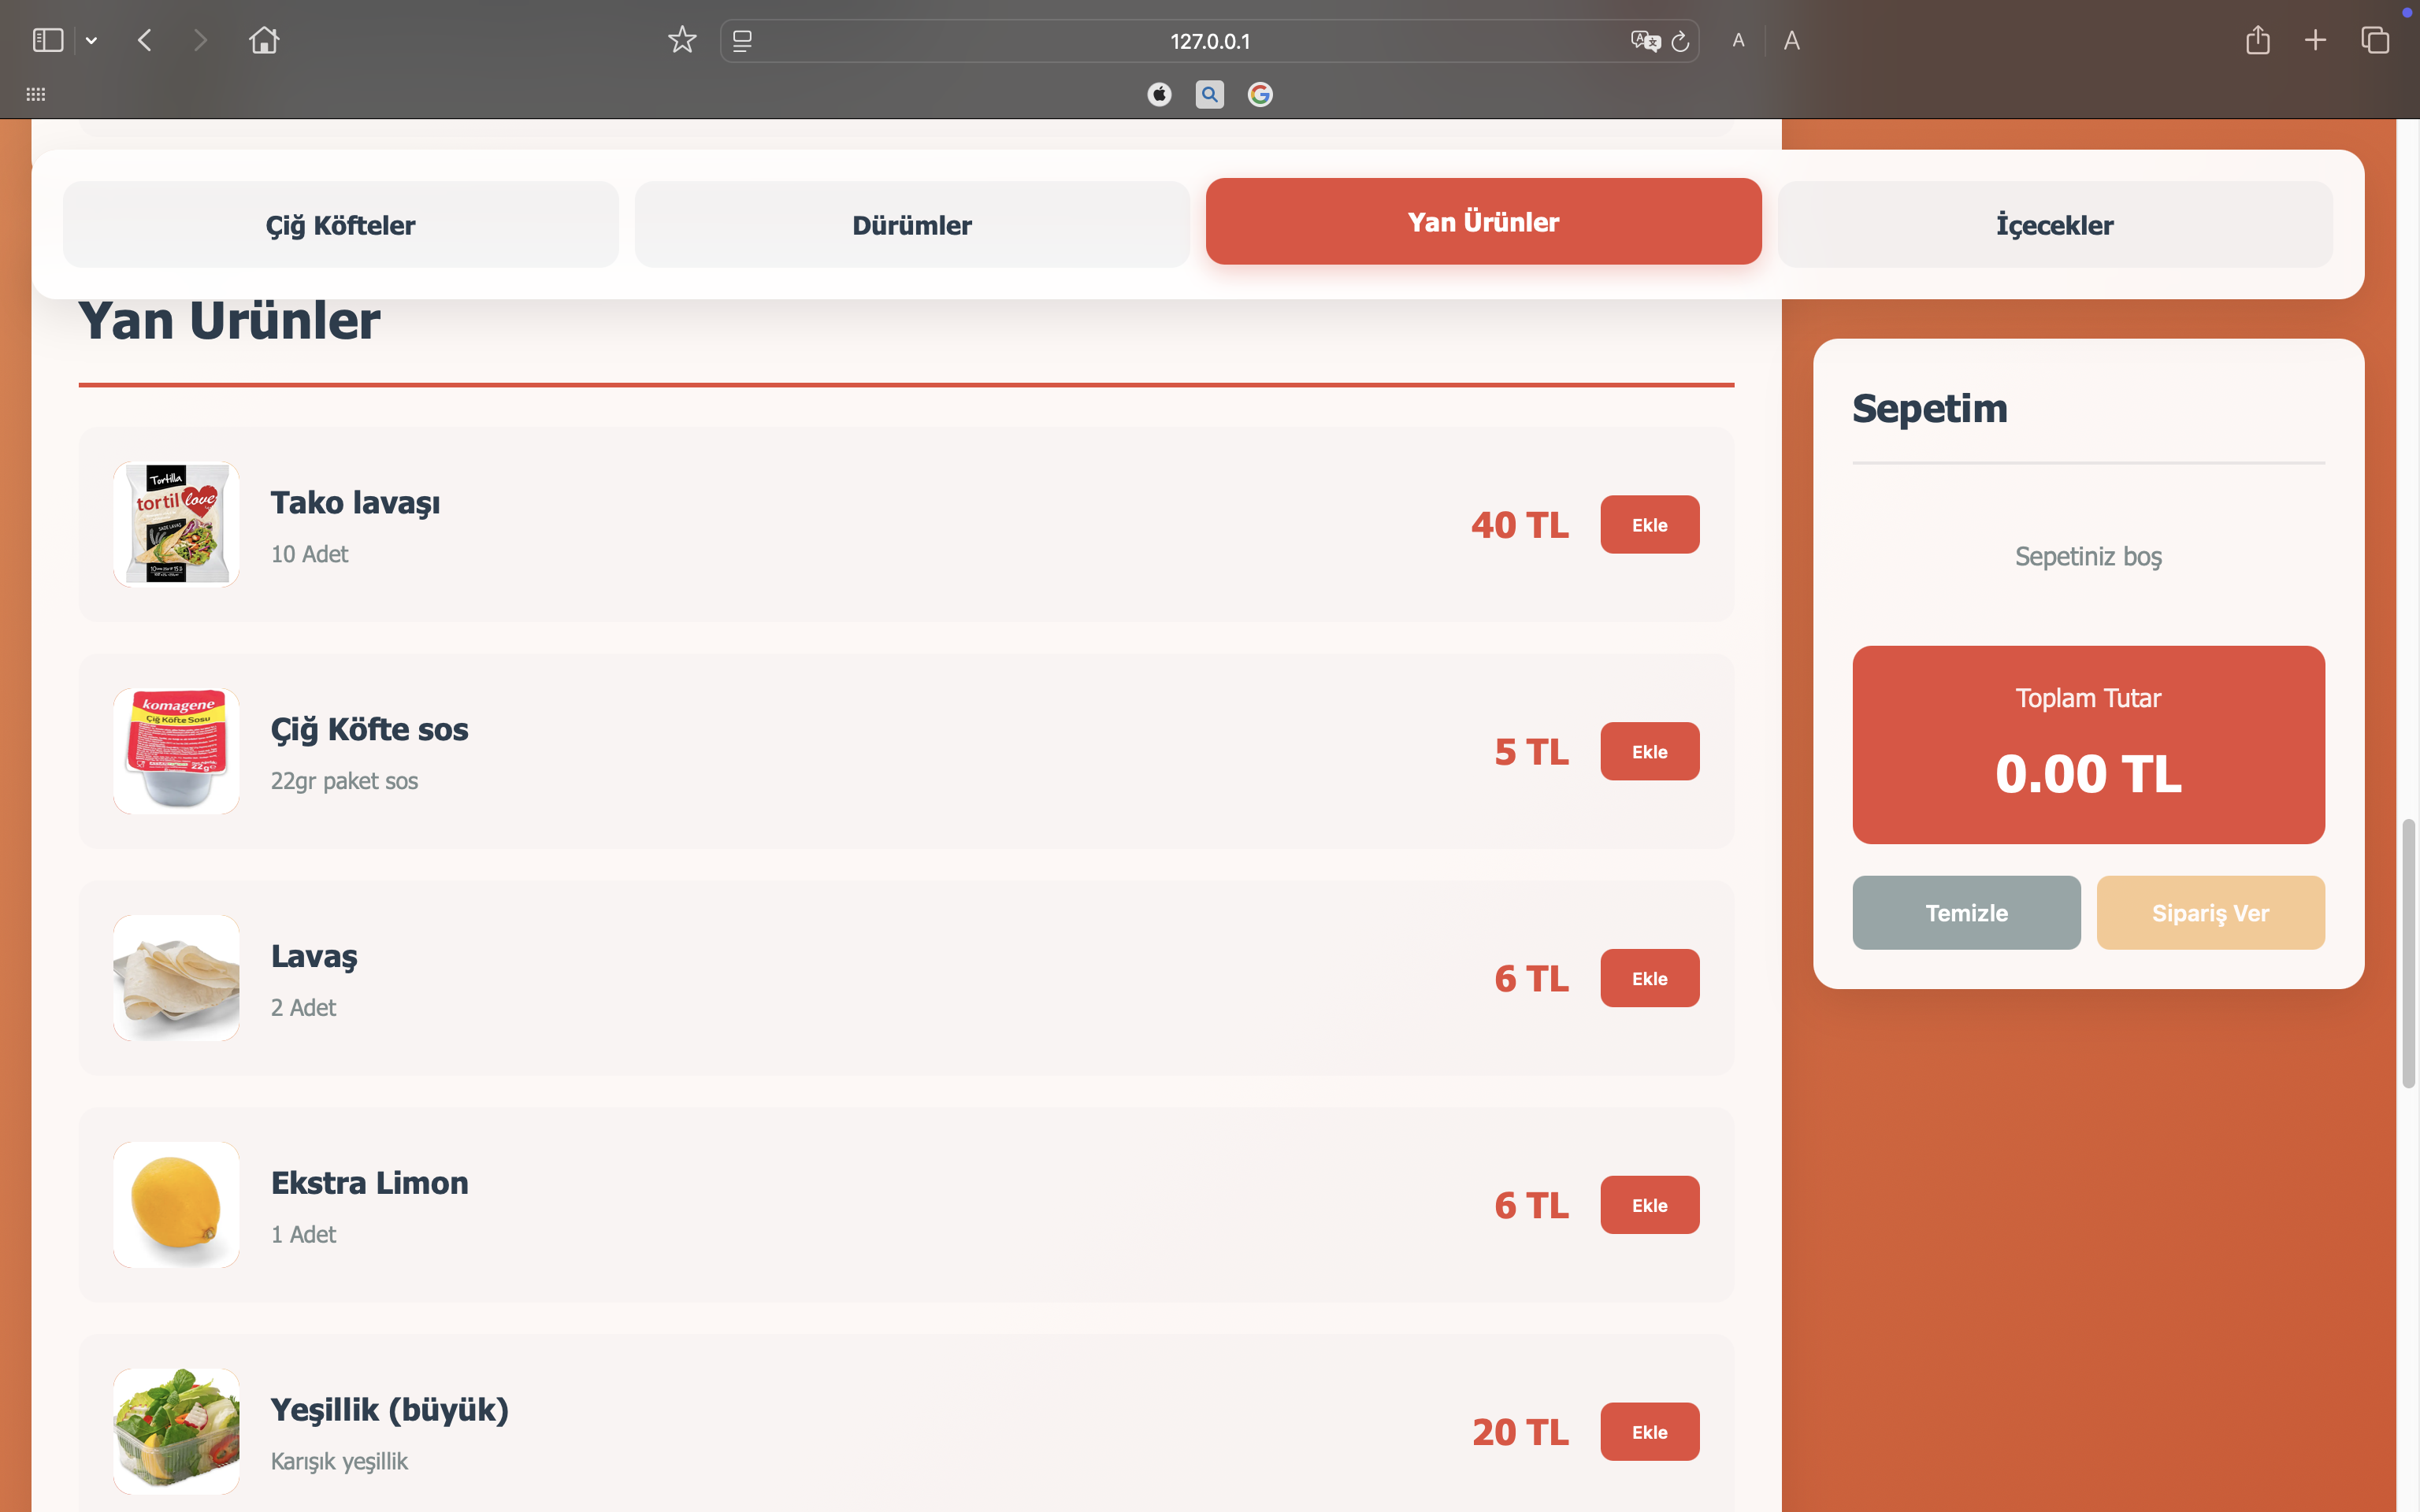 127.0.0.1
A A
Çiğ Köfteler
Dürümler
Yan Ürünler
İçecekler
Yan Ürünler
Tortilla
tortil love
SADE LAVAŞ
Tako lavaşı
10 Adet
40 TL
Ekle
komagene
Çiğ Köfte Sosu
22g
Çiğ Köfte sos
22gr paket sos
5 TL
Ekle
Lavaş
2 Adet
6 TL
Ekle
Ekstra Limon
1 Adet
6 TL
Ekle
Yeşillik (büyük)
Karışık yeşillik
20 TL
Ekle
Sepetim
Sepetiniz boş
Toplam Tutar
0.00 TL
Temizle
Sipariş Ver